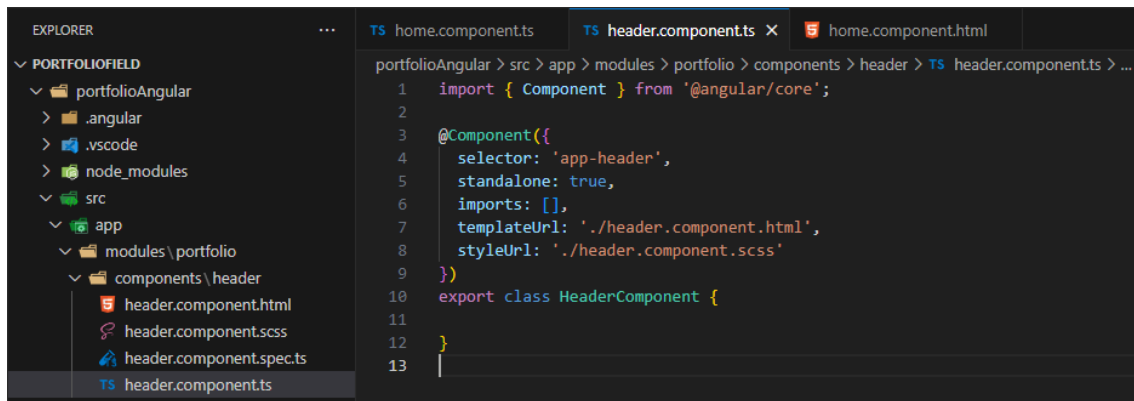 EXPLORER ...
PORTFOLIOFIELD
portfolioAngular
.angular
.vscode
node_modules
src
app
modules\portfolio
components\header
header.component.html
header.component.scss
header.component.spec.ts
TS header.component.ts
TS home.component.ts TS header.component.ts × home.component.html
portfolioAngular > src > app > modules > portfolio > components > header > TS header.component.ts > ...
1 import { Component } from '@angular/core';
2
3 @Component({
4   selector: 'app-header',
5   standalone: true,
6   imports: [],
7   templateUrl: './header.component.html',
8   styleUrl: './header.component.scss'
9 })
10 export class HeaderComponent {
11
12 }
13